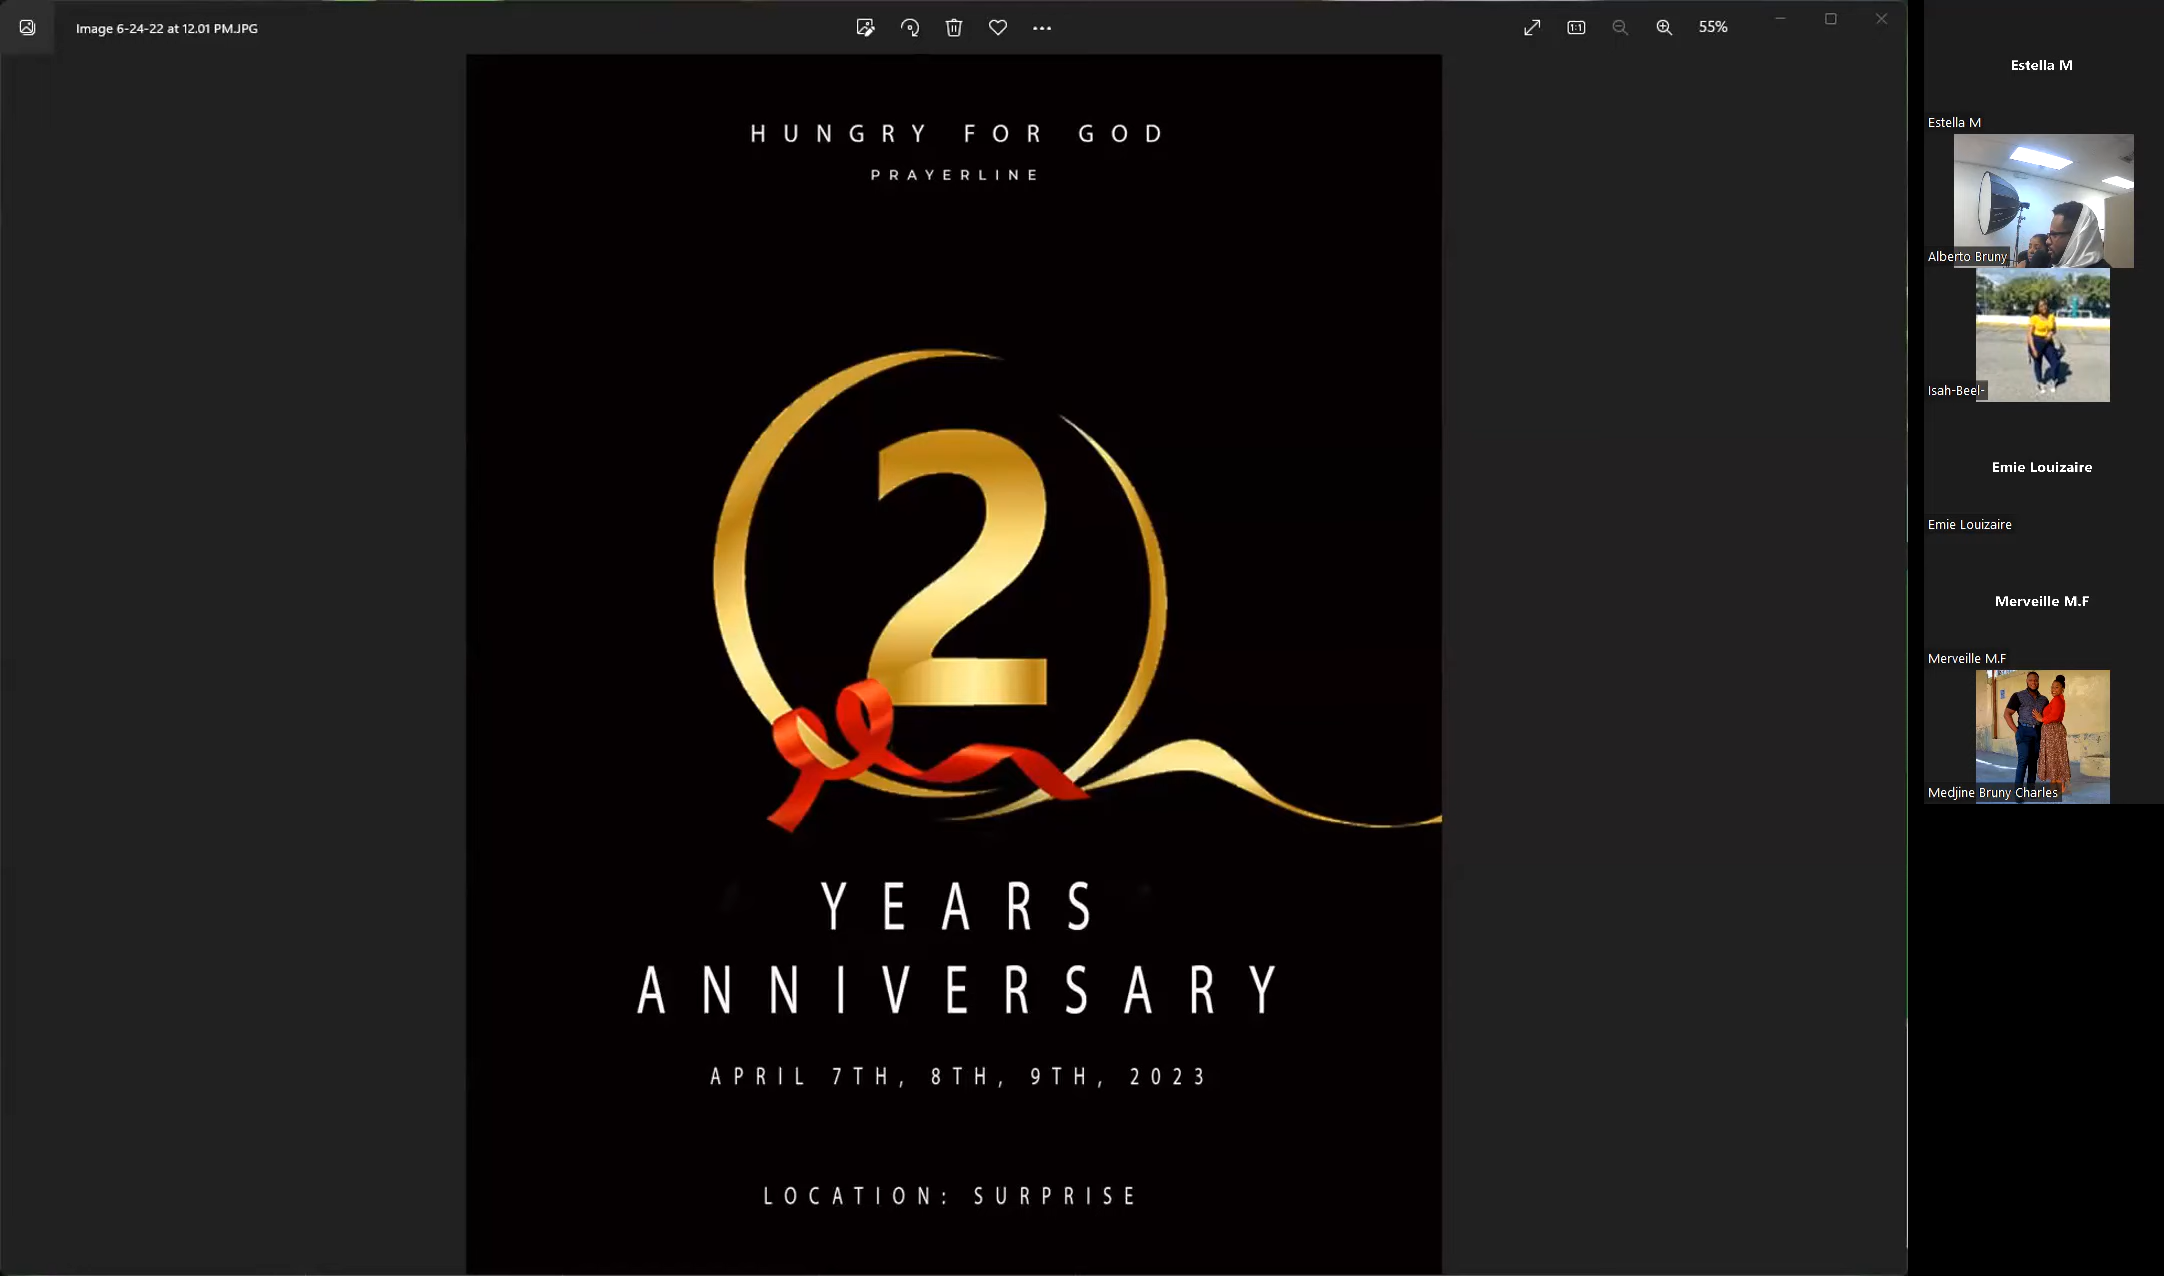 Image 6-24-22 at 12.01 PM.JPG
55%
HUNGRY FOR GOD
PRAYERLINE
2
YEARS
ANNIVERSARY
APRIL 7TH, 8TH, 9TH, 2023
LOCATION: SURPRISE
Estella M
Estella M
Alberto Bruny
Isah-Beel-
Emie Louizaire
Emie Louizaire
Merveille M.F
Merveille M.F
Medjine Bruny Charles